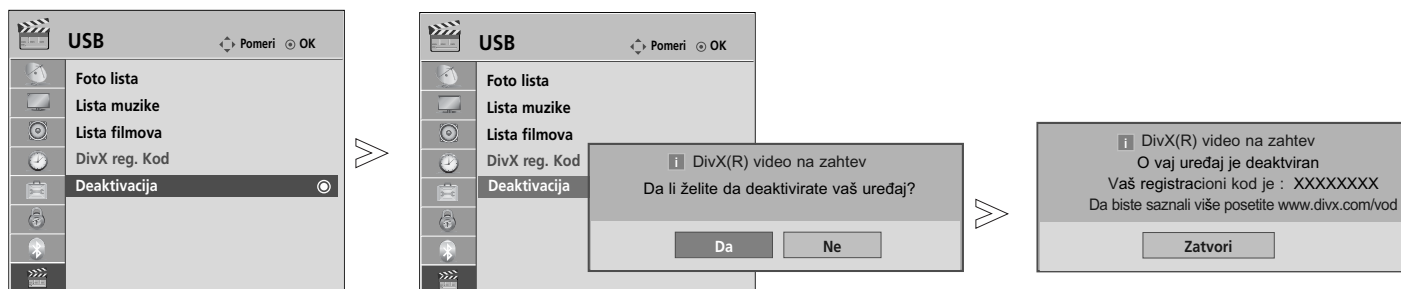 USB
Pomeri OK
Foto lista
Lista muzike
Lista filmova
DivX reg. Kod
Deaktivacija
USB
Pomeri OK
Foto lista
Lista muzike
Lista filmova
DivX reg. Kod
Deaktivacija
i DivX(R) video na zahtev
Da li želite da deaktivirate vaš uređaj?
Da Ne
i DivX(R) video na zahtev
O vaj uređaj je deaktviran
Vaš registracioni kod je : XXXXXXXX
Da biste saznali više posetite www.divx.com/vod
Zatvori